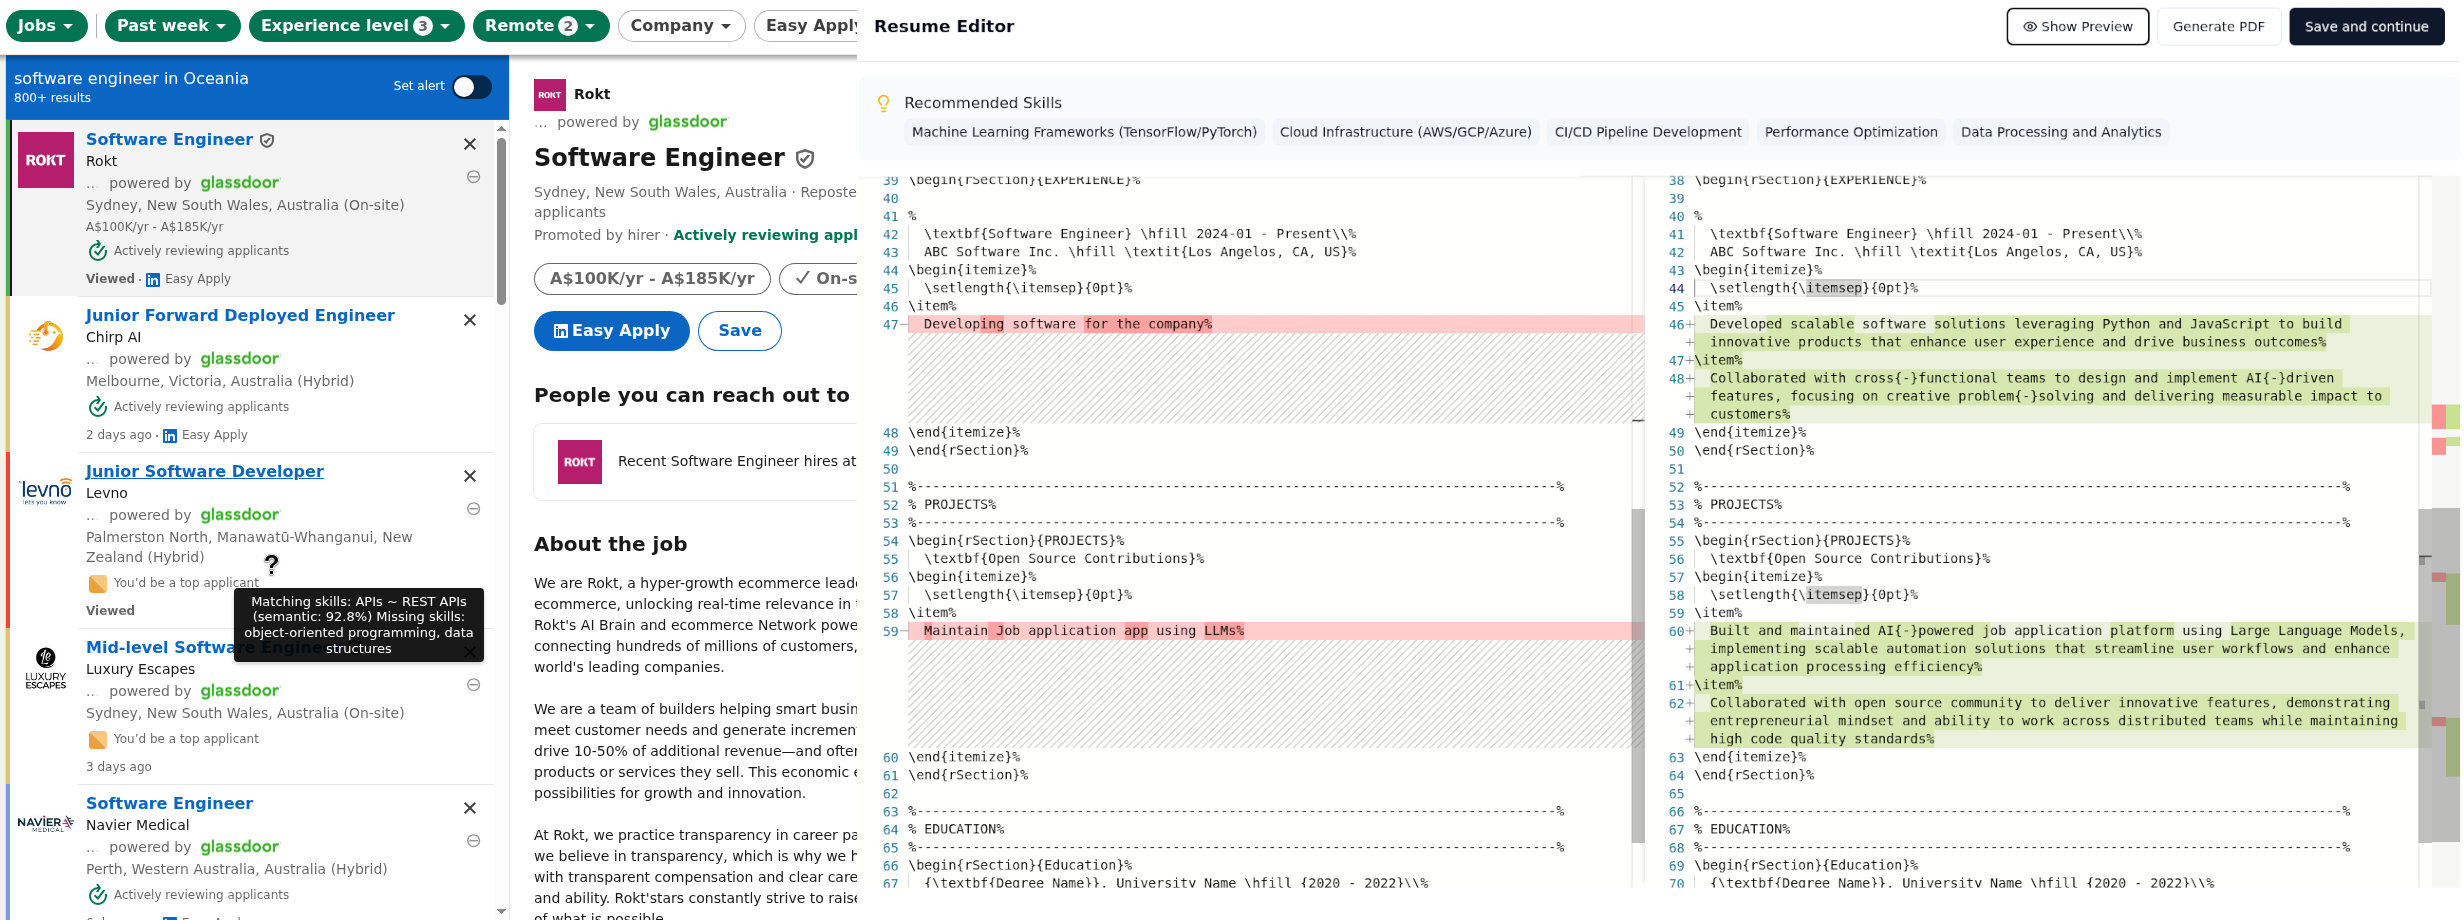 Jobs
Past week
Experience level 3
Remote 2
Company
Easy Apply
software engineer in Oceania
800+ results
Set alert
ROKT
Software Engineer
Rokt
... powered by glassdoor
Sydney, New South Wales, Australia (On-site)
A$100K/yr - A$185K/yr
Actively reviewing applicants
Viewed · in Easy Apply
Junior Forward Deployed Engineer
Chirp AI
... powered by glassdoor
Melbourne, Victoria, Australia (Hybrid)
Actively reviewing applicants
2 days ago · in Easy Apply
levno
lets you know
Junior Software Developer
Levno
... powered by glassdoor
Palmerston North, Manawatū-Whanganui, New
Zealand (Hybrid)
?
You’d be a top applicant
Viewed
Matching skills: APIs ~ REST APIs
(semantic: 92.8%) Missing skills:
object-oriented programming, data
structures
LE
LUXURY
ESCAPES
Mid-level Software Engine
Luxury Escapes
... powered by glassdoor
Sydney, New South Wales, Australia (On-site)
You’d be a top applicant
3 days ago
NAVIER
MEDICAL
Software Engineer
Navier Medical
... powered by glassdoor
Perth, Western Australia, Australia (Hybrid)
Actively reviewing applicants
ROKT
Rokt
... powered by glassdoor
Software Engineer
Sydney, New South Wales, Australia · Reposte
applicants
Promoted by hirer · Actively reviewing appl
A$100K/yr - A$185K/yr
On-s
in Easy Apply
Save
People you can reach out to
ROKT
Recent Software Engineer hires at
About the job
We are Rokt, a hyper-growth ecommerce leade
ecommerce, unlocking real-time relevance in t
Rokt's AI Brain and ecommerce Network powe
connecting hundreds of millions of customers,
world's leading companies.
We are a team of builders helping smart busin
meet customer needs and generate incremen
drive 10-50% of additional revenue—and often
products or services they sell. This economic e
possibilities for growth and innovation.
At Rokt, we practice transparency in career pa
we believe in transparency, which is why we h
with transparent compensation and clear care
and ability. Rokt'stars constantly strive to raise
of what is possible.
Resume Editor
Show Preview
Generate PDF
Save and continue
Recommended Skills
Machine Learning Frameworks (TensorFlow/PyTorch)
Cloud Infrastructure (AWS/GCP/Azure)
CI/CD Pipeline Development
Performance Optimization
Data Processing and Analytics
39 \begin{rSection}{EXPERIENCE}%
40
41 %
42 \textbf{Software Engineer} \hfill 2024-01 - Present\\%
43 ABC Software Inc. \hfill \textit{Los Angelos, CA, US}%
44 \begin{itemize}%
45 \setlength{\itemsep}{0pt}%
46 \item%
47− Developing software for the company%
48 \end{itemize}%
49 \end{rSection}%
50
51 %--------------------------------------------------------------------------------%
52 % PROJECTS%
53 %--------------------------------------------------------------------------------%
54 \begin{rSection}{PROJECTS}%
55 \textbf{Open Source Contributions}%
56 \begin{itemize}%
57 \setlength{\itemsep}{0pt}%
58 \item%
59− Maintain Job application app using LLMs%
60 \end{itemize}%
61 \end{rSection}%
62
63 %--------------------------------------------------------------------------------%
64 % EDUCATION%
65 %--------------------------------------------------------------------------------%
66 \begin{rSection}{Education}%
67 {\textbf{Degree Name}}, University Name \hfill {2020 - 2022}\\%
38 \begin{rSection}{EXPERIENCE}%
39
40 %
41 \textbf{Software Engineer} \hfill 2024-01 - Present\\%
42 ABC Software Inc. \hfill \textit{Los Angelos, CA, US}%
43 \begin{itemize}%
44 \setlength{\itemsep}{0pt}%
45 \item%
46+ Developed scalable software solutions leveraging Python and JavaScript to build
+ innovative products that enhance user experience and drive business outcomes%
47+ \item%
48+ Collaborated with cross{-}functional teams to design and implement AI{-}driven
+ features, focusing on creative problem{-}solving and delivering measurable impact to
+ customers%
49 \end{itemize}%
50 \end{rSection}%
51
52 %--------------------------------------------------------------------------------%
53 % PROJECTS%
54 %--------------------------------------------------------------------------------%
55 \begin{rSection}{PROJECTS}%
56 \textbf{Open Source Contributions}%
57 \begin{itemize}%
58 \setlength{\itemsep}{0pt}%
59 \item%
60+ Built and maintained AI{-}powered job application platform using Large Language Models,
+ implementing scalable automation solutions that streamline user workflows and enhance
+ application processing efficiency%
61+ \item%
62+ Collaborated with open source community to deliver innovative features, demonstrating
+ entrepreneurial mindset and ability to work across distributed teams while maintaining
+ high code quality standards%
63 \end{itemize}%
64 \end{rSection}%
65
66 %--------------------------------------------------------------------------------%
67 % EDUCATION%
68 %--------------------------------------------------------------------------------%
69 \begin{rSection}{Education}%
70 {\textbf{Degree Name}}, University Name \hfill {2020 - 2022}\\%